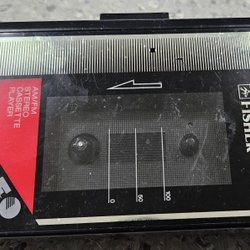 AM/FM
STEREO
CASSETTE
PLAYER
FISHER
0
50
100